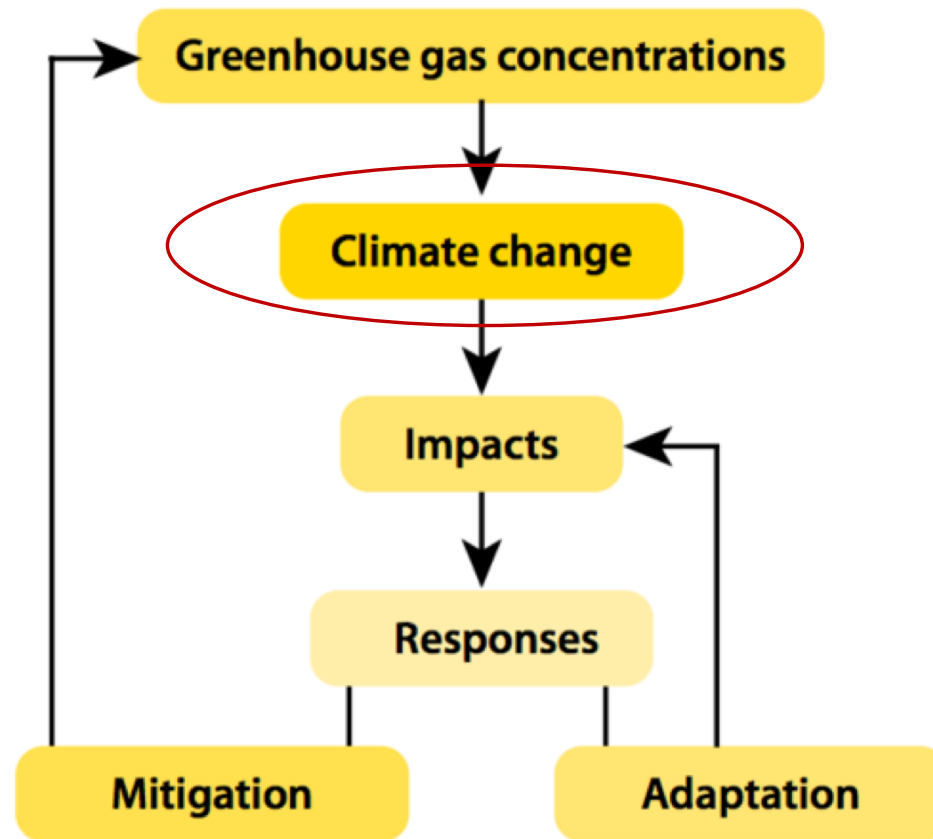 Greenhouse gas concentrations
Climate change
Impacts
Responses
Mitigation
Adaptation